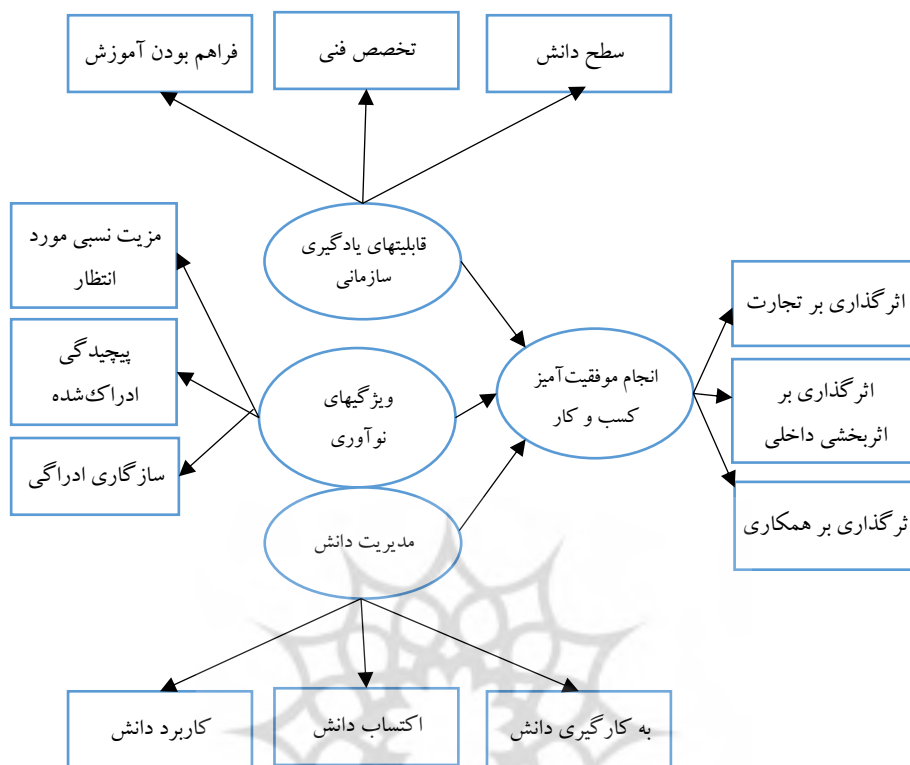 سطح دانش
تخصص فنی
فراهم بودن آموزش
قابلیتهای یادگیری
سازمانی
مزیت نسبی مورد
انتظار
پیچیدگی
ادراک‌شده
سازگاری ادراگی
ویژگیهای
نوآوری
انجام موفقیت‌آمیز
کسب و کار
اثرگذاری بر تجارت
اثرگذاری بر
اثربخشی داخلی
ثرگذاری بر همکاری
مدیریت دانش
به کارگیری دانش
اکتساب دانش
کاربرد دانش